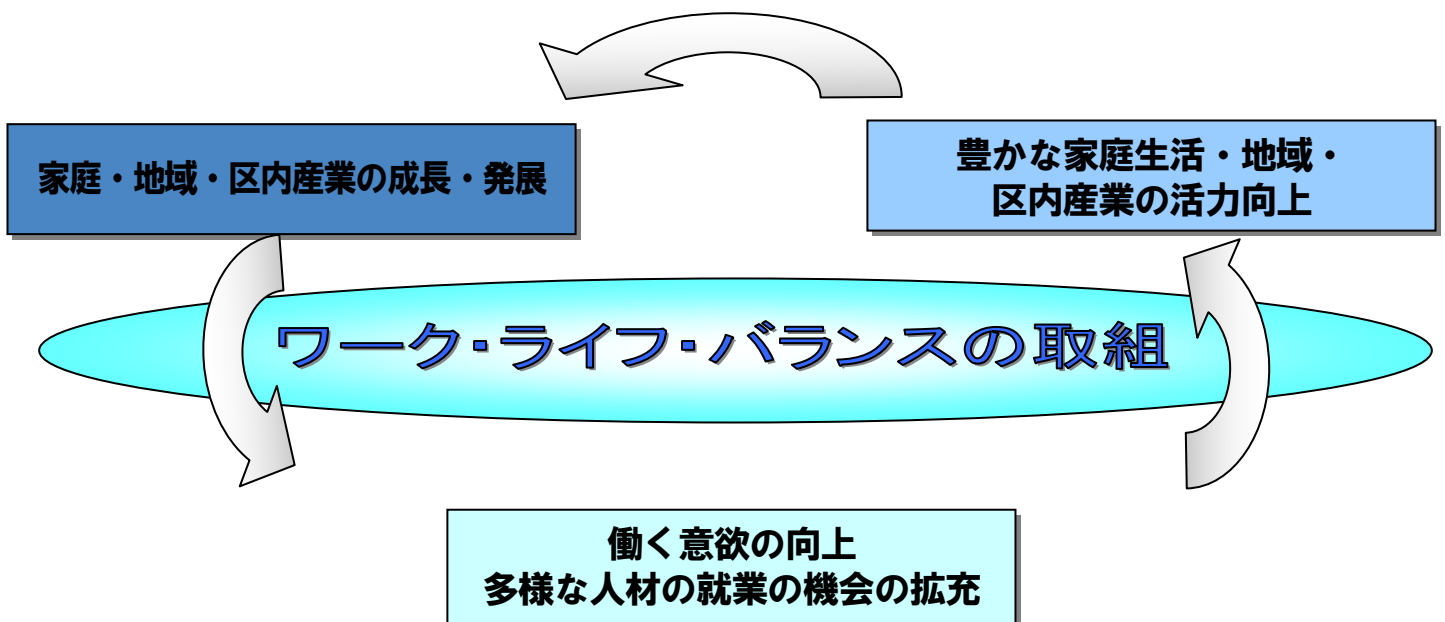 家庭・地域・区内産業の成長・発展
豊かな家庭生活・地域・
区内産業の活力向上
ワーク・ライフ・バランスの取組
働く意欲の向上
多様な人材の就業の機会の拡充